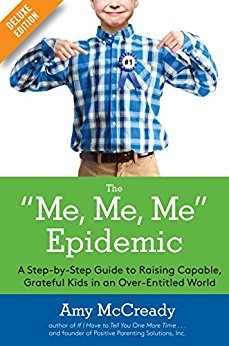 DELUXE
EDITION
#1
The
"Me, Me, Me"
Epidemic
A Step-by-Step Guide to Raising Capable,
Grateful Kids in an Over-Entitled World
Amy McCready
author of If I Have to Tell You One More Time . . .
and founder of Positive Parenting Solutions, Inc.